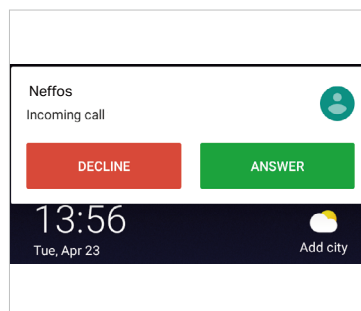 Neffos
Incoming call
DECLINE ANSWER
13:56
Tue, Apr 23 Add city